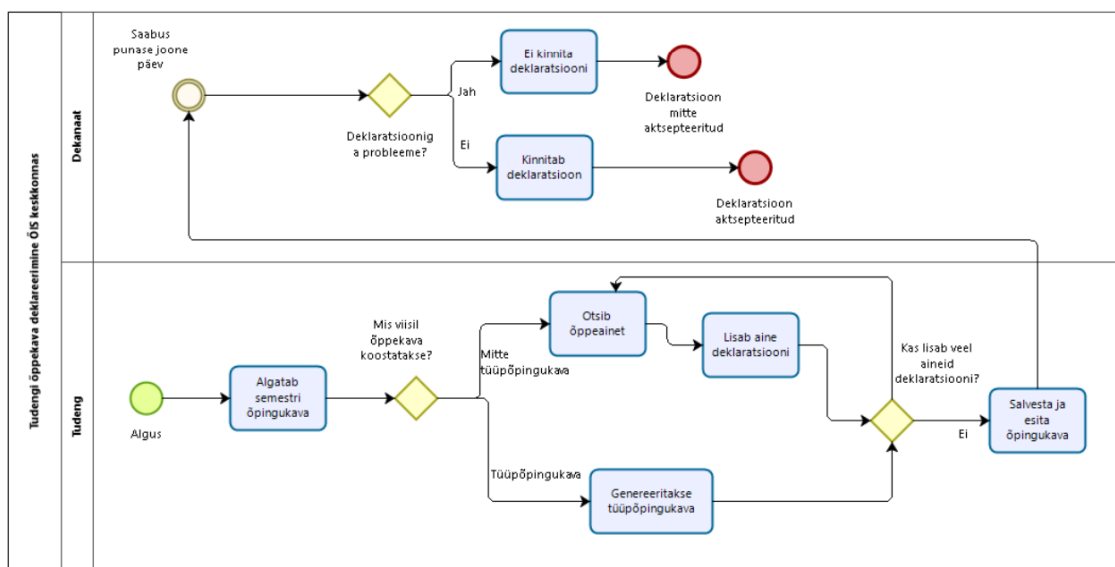 Tudengi õppekava deklareerimine ÕIS keskkonnas
Dekanaat
Saabus
punase joone
päev
Deklaratsioonig
a probleeme?
Jah
Ei
Ei kinnita
deklaratsiooni
Deklaratsioon
mitte
aktsepteeritud
Kinnitab
deklaratsioon
Deklaratsioon
aktsepteeritud
Tudeng
Algus
Algatab
semestri
õpingukava
Mis viisil
õppekava
koostatakse?
Mitte
tüüpõpingukava
Tüüpõpingukava
Otsib
õppeainet
Lisab aine
deklaratsiooni
Genereeritakse
tüüpõpingukava
Kas lisab veel
aineid
deklaratsiooni?
Ei
Salvesta ja
esita
õpingukava